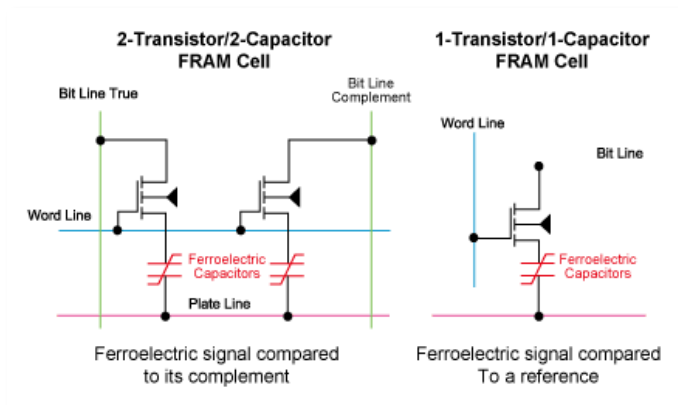 2-Transistor/2-Capacitor
FRAM Cell
Bit Line True
Bit Line
Complement
Word Line
Ferroelectric
Capacitors
Plate Line
Ferroelectric signal compared
to its complement
1-Transistor/1-Capacitor
FRAM Cell
Word Line
Bit Line
Ferroelectric
Capacitors
Ferroelectric signal compared
To a reference